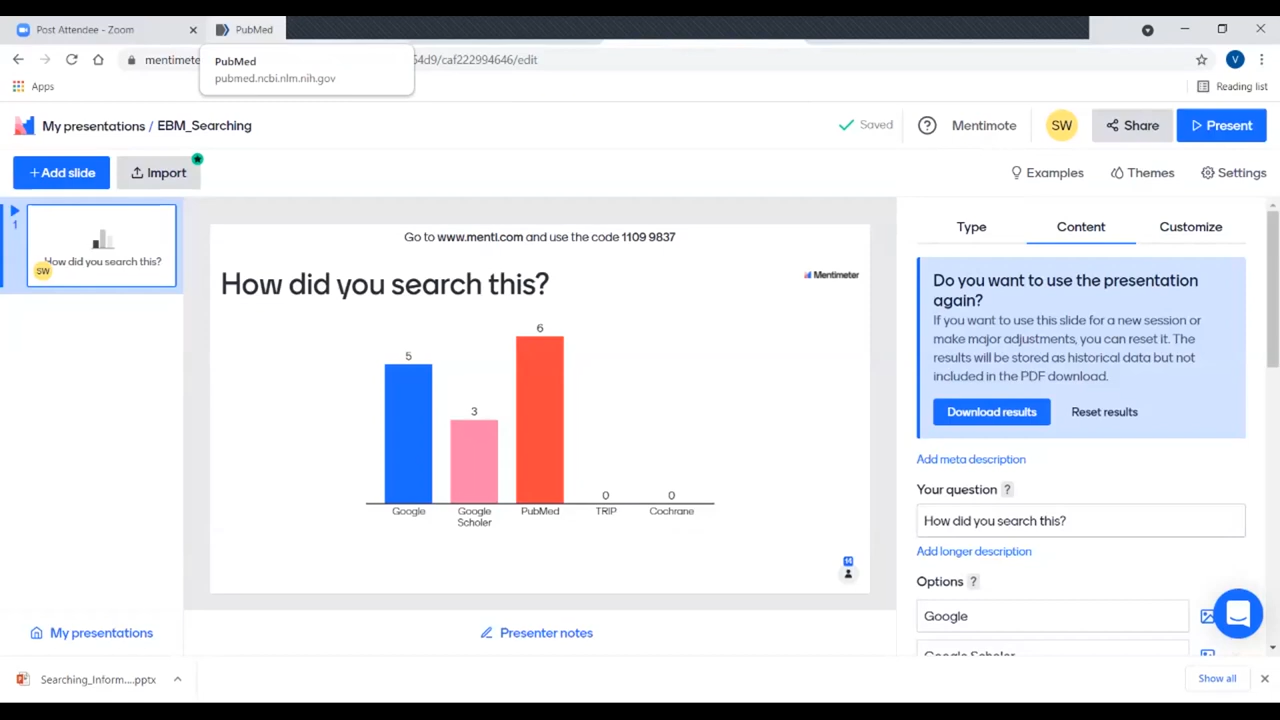 Post Attendee - Zoom
PubMed
PubMed
pubmed.ncbi.nlm.nih.gov
mentimete
64d9/caf222994646/edit
V
Apps
Reading list
My presentations / EBM_Searching
Saved
Mentimote
SW
Share
Present
+Add slide
Import
Examples
Themes
Settings
1
How did you search this?
SW
Go to www.menti.com and use the code 1109 9837
How did you search this?
Mentimeter
5
3
6
0
0
Google
Google Scholer
PubMed
TRIP
Cochrane
Type
Content
Customize
Do you want to use the presentation
again?
If you want to use this slide for a new session or
make major adjustments, you can reset it. The
results will be stored as historical data but not
included in the PDF download.
Download results
Reset results
Add meta description
Your question ?
How did you search this?
Add longer description
Options ?
Google
My presentations
Presenter notes
Searching_Inform....pptx
Show all